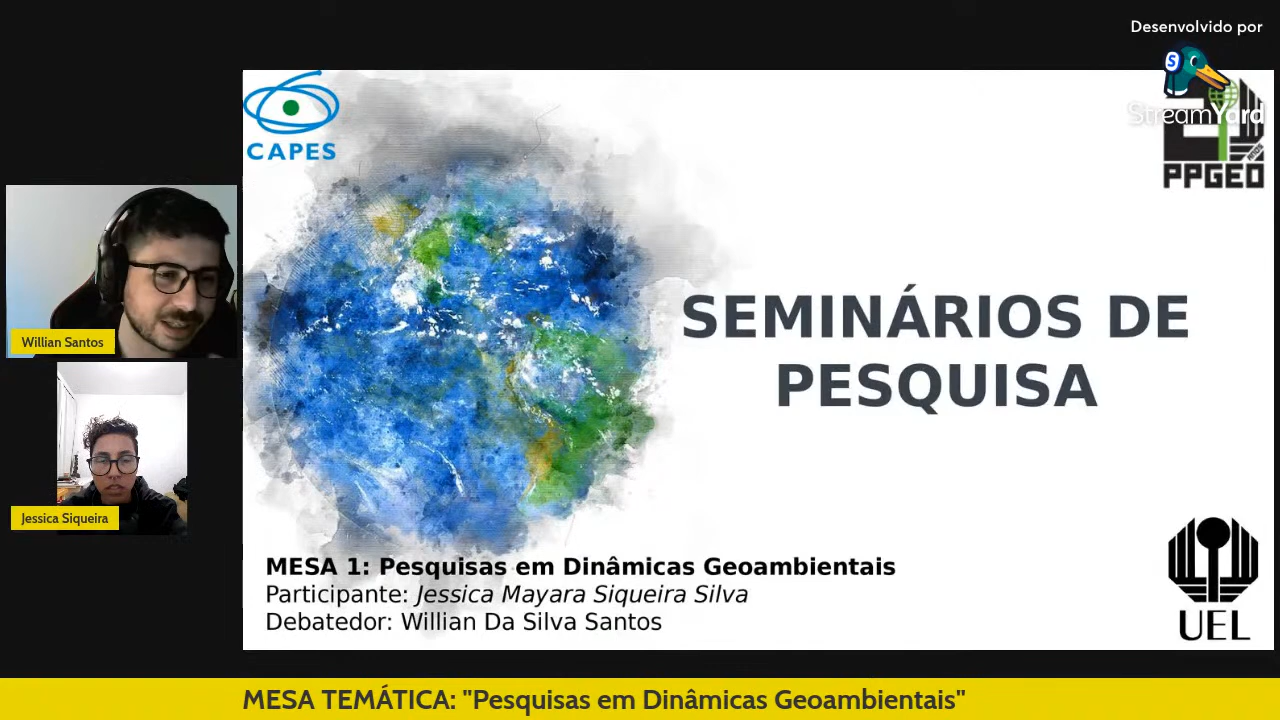 Desenvolvido por
StreamYard
CAPES
PPGEO
Willian Santos
Jessica Siqueira
SEMINÁRIOS DE
PESQUISA
MESA 1: Pesquisas em Dinâmicas Geoambientais
Participante: Jessica Mayara Siqueira Silva
Debatedor: Willian Da Silva Santos
UEL
MESA TEMÁTICA: "Pesquisas em Dinâmicas Geoambientais"